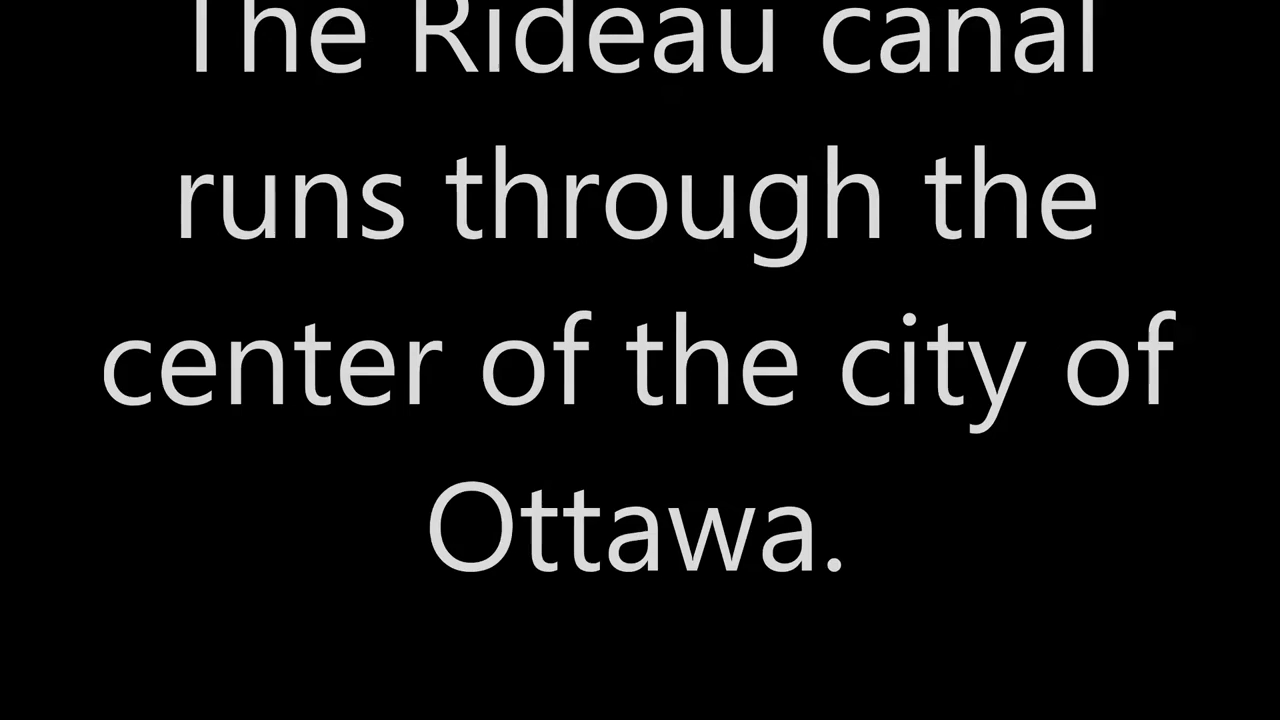 The Rideau canal
runs through the
center of the city of
Ottawa.